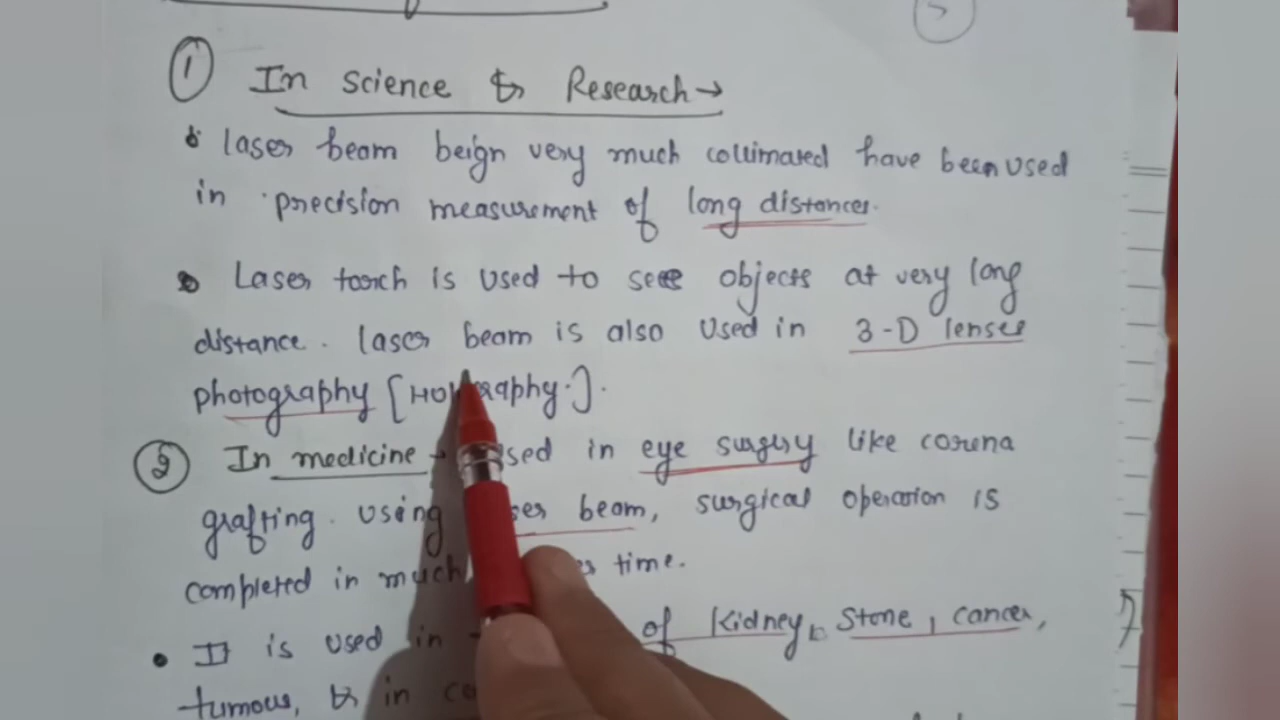 ① In Science & Research →
laser beam beign very much collimated have been used
in precision measurement of long distances.
Laser torch is used to see objects at very long
distance. laser beam is also used in 3-D lenses
photography [
② In medicine → used in eye surgery like corena
grafting. using beam, surgical operation is
completed in much time.
• It is used in of Kidney, Stone, cancer,
tumous, & in